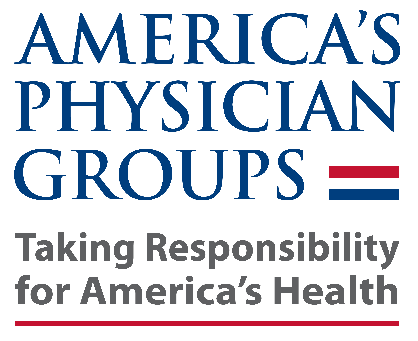 AMERICA'S
PHYSICIAN
GROUPS
Taking Responsibility
for America's Health